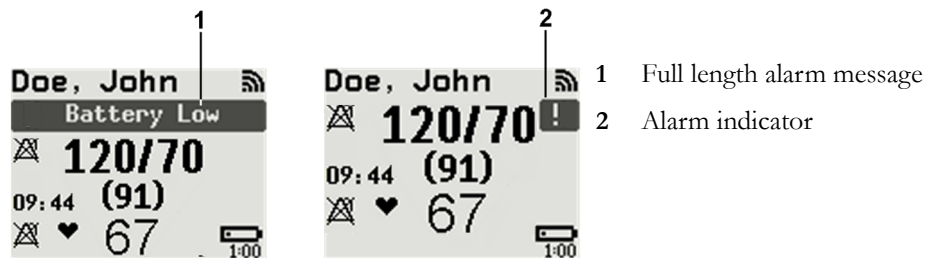 1
Doe, John
Battery Low
120/70
09:44 (91)
67
1:00
2
Doe, John
120/70 !
09:44 (91)
67
1:00
1 Full length alarm message
2 Alarm indicator